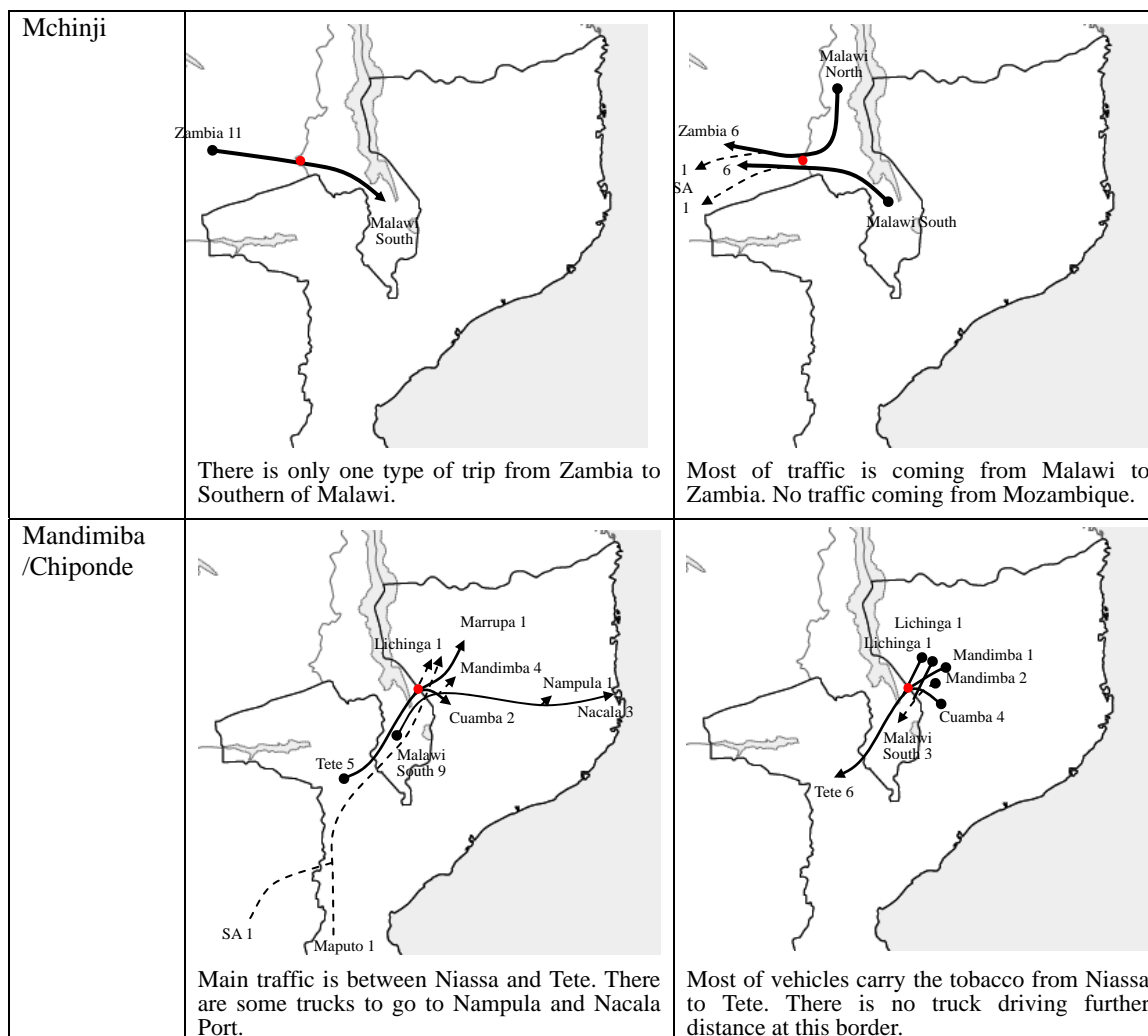 Mchinji
Zambia 11
Malawi
South
There is only one type of trip from Zambia to
Southern of Malawi.
Malawi
North
Zambia 6
1
6
SA
1
Malawi South
Most of traffic is coming from Malawi to
Zambia. No traffic coming from Mozambique.
Mandimiba
/Chiponde
Marrupa 1
Lichinga 1
Mandimba 4
Nampula 1
Nacala 3
Cuamba 2
Malawi
South 9
Tete 5
SA 1
Maputo 1
Main traffic is between Niassa and Tete. There
are some trucks to go to Nampula and Nacala
Port.
Lichinga 1
Lichinga 1
Mandimba 1
Mandimba 2
Cuamba 4
Malawi
South 3
Tete 6
Most of vehicles carry the tobacco from Niassa
to Tete. There is no truck driving further
distance at this border.